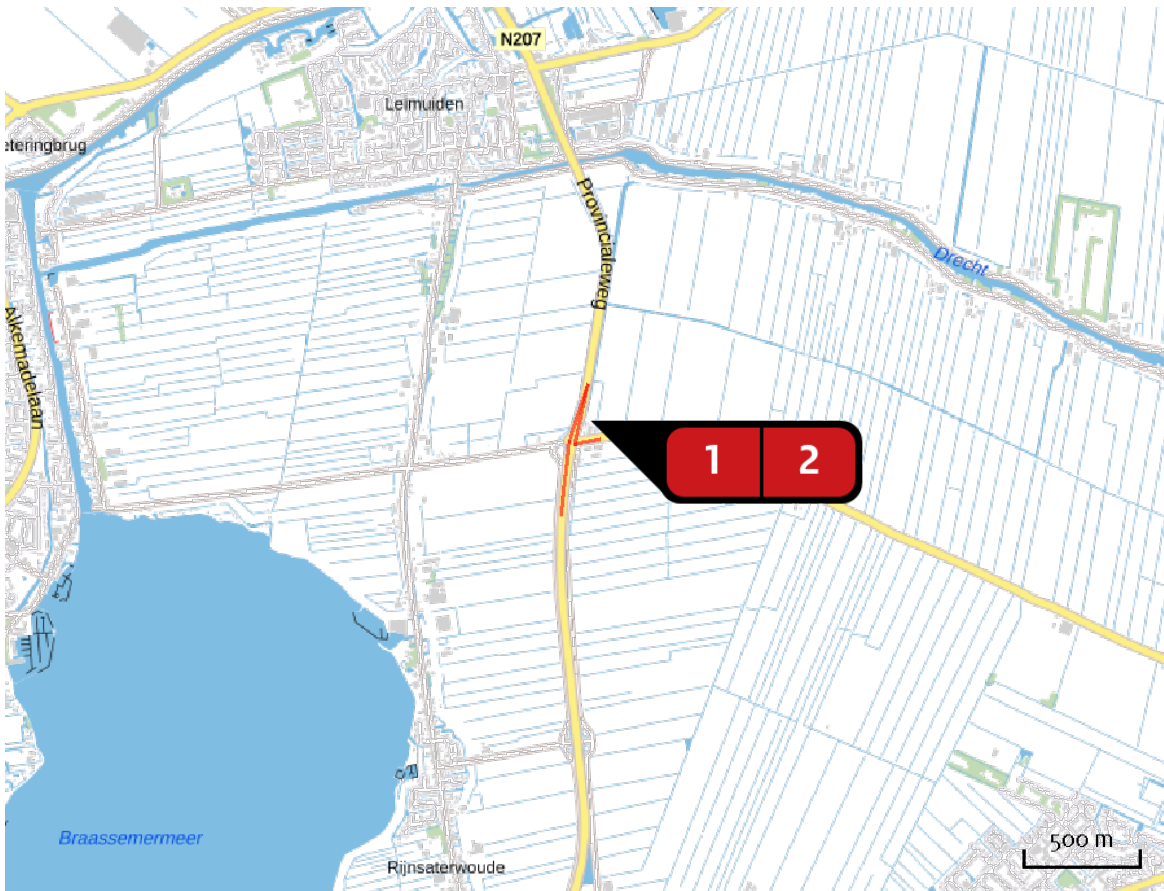 N207
Leimuiden
eteringbrug
Provincialeweg
Drecht
Alkemadelaan
1 2
500 m
Braassemermeer
Rijnsaterwoude